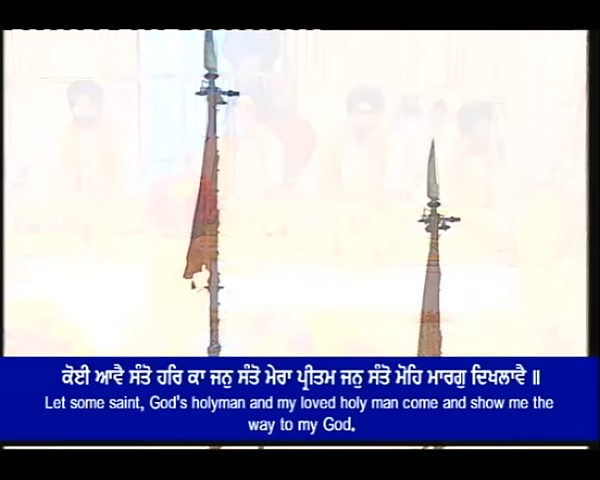 ਕੋਈ ਆਵੈ ਸੰਤੋ ਹਰਿ ਕਾ ਜਨੁ ਸੰਤੋ ਮੇਰਾ ਪ੍ਰੀਤਮ ਜਨੁ ਸੰਤੋ ਮੋਹਿ ਮਾਰਗੁ ਦਿਖਲਾਵੈ ॥
Let some saint, God's holyman and my loved holy man come and show me the
way to my God.